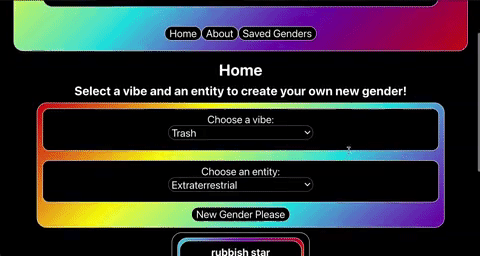 Home About Saved Genders
Home
Select a vibe and an entity to create your own new gender!
Choose a vibe:
Trash
Choose an entity:
Extraterrestrial
New Gender Please
rubbish star